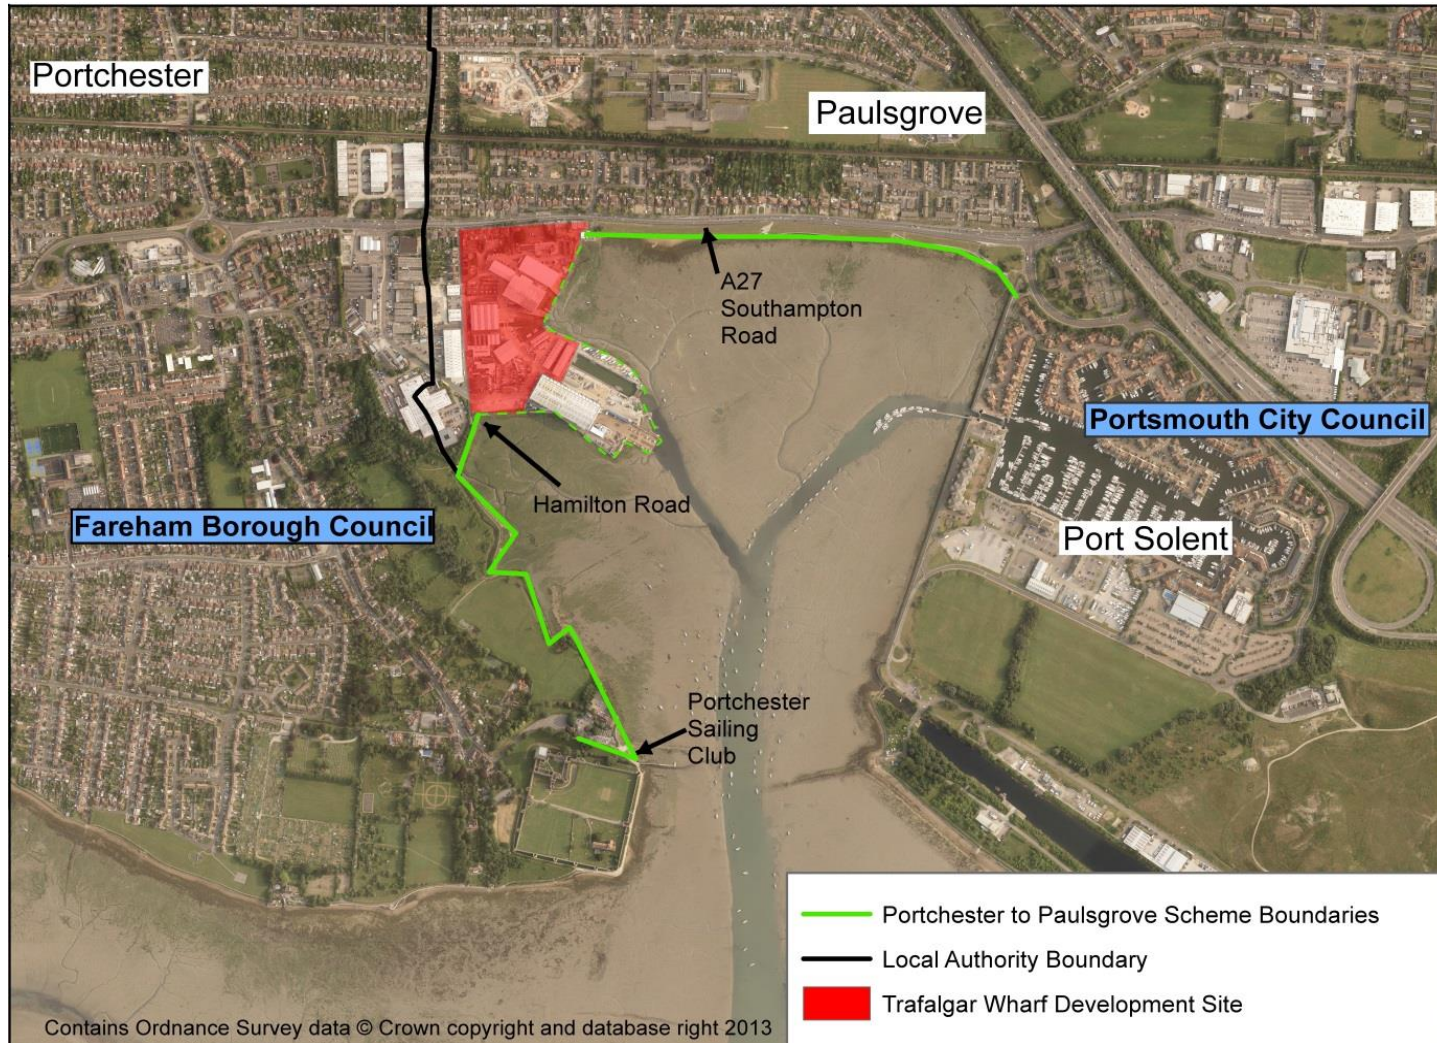 Portchester
Paulsgrove
A27
Southampton
Road
Portsmouth City Council
Hamilton Road
Fareham Borough Council
Port Solent
Portchester
Sailing
Club
Portchester to Paulsgrove Scheme Boundaries
Local Authority Boundary
Trafalgar Wharf Development Site
Contains Ordnance Survey data © Crown copyright and database right 2013